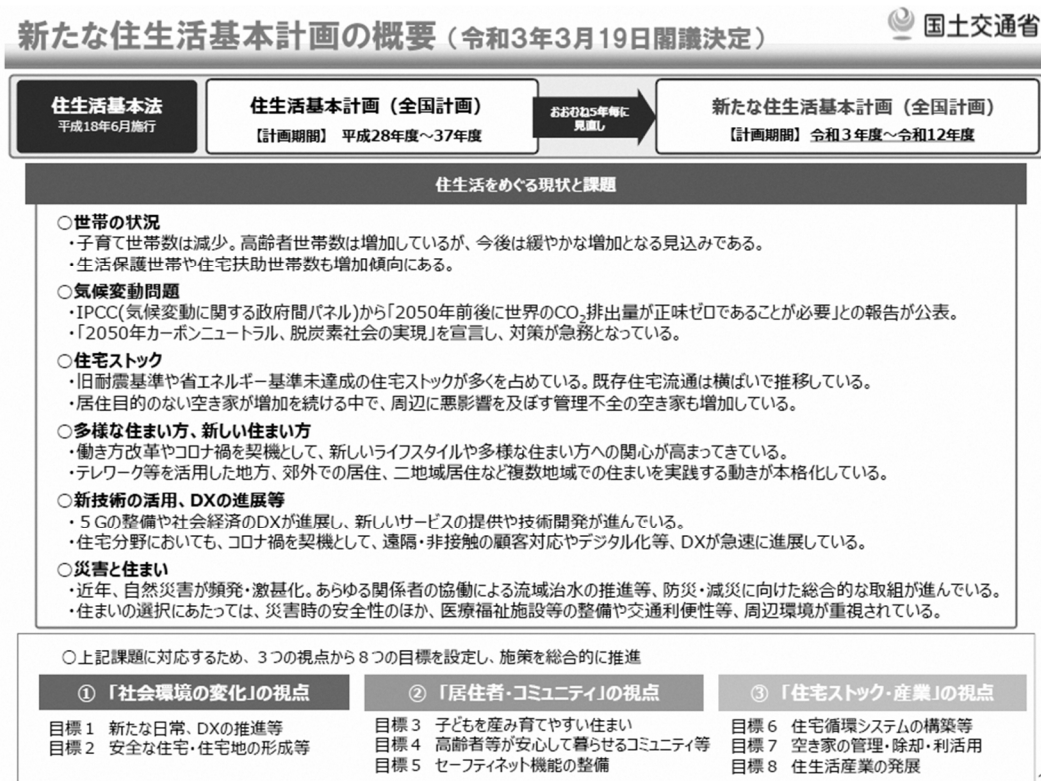 新たな住生活基本計画の概要（令和３年３月19日閣議決定）
国土交通省
住生活基本法
平成18年6月施行
住生活基本計画（全国計画）
【計画期間】　平成28年度～37年度
おおむね5年毎に
見直し
新たな住生活基本計画（全国計画）
【計画期間】 令和３年度～令和12年度
住生活をめぐる現状と課題
○世帯の状況
・子育て世帯数は減少。高齢者世帯数は増加しているが、今後は緩やかな増加となる見込みである。
・生活保護世帯や住宅扶助世帯数も増加傾向にある。
○気候変動問題
・IPCC(気候変動に関する政府間パネル)から「2050年前後に世界のCO₂排出量が正味ゼロであることが必要」との報告が公表。
・「2050年カーボンニュートラル、脱炭素社会の実現」を宣言し、対策が急務となっている。
○住宅ストック
・旧耐震基準や省エネルギー基準未達成の住宅ストックが多くを占めている。既存住宅流通は横ばいで推移している。
・居住目的のない空き家が増加を続ける中で、周辺に悪影響を及ぼす管理不全の空き家も増加している。
○多様な住まい方、新しい住まい方
・働き方改革やコロナ禍を契機として、新しいライフスタイルや多様な住まい方への関心が高まってきている。
・テレワーク等を活用した地方、郊外での居住、二地域居住など複数地域での住まいを実践する動きが本格化している。
○新技術の活用、DXの進展等
・５Gの整備や社会経済のDXが進展し、新しいサービスの提供や技術開発が進んでいる。
・住宅分野においても、コロナ禍を契機として、遠隔・非接触の顧客対応やデジタル化等、DXが急速に進展している。
○災害と住まい
・近年、自然災害が頻発・激甚化。あらゆる関係者の協働による流域治水の推進等、防災・減災に向けた総合的な取組が進んでいる。
・住まいの選択にあたっては、災害時の安全性のほか、医療福祉施設等の整備や交通利便性等、周辺環境が重視されている。
○上記課題に対応するため、３つの視点から８つの目標を設定し、施策を総合的に推進
①　「社会環境の変化」の視点
目標１　新たな日常、DXの推進等
目標２　安全な住宅・住宅地の形成等
②　「居住者・コミュニティ」の視点
目標３　子どもを産み育てやすい住まい
目標４　高齢者等が安心して暮らせるコミュニティ等
目標５　セーフティネット機能の整備
③　「住宅ストック・産業」の視点
目標６　住宅循環システムの構築等
目標７　空き家の管理・除却・利活用
目標８　住生活産業の発展